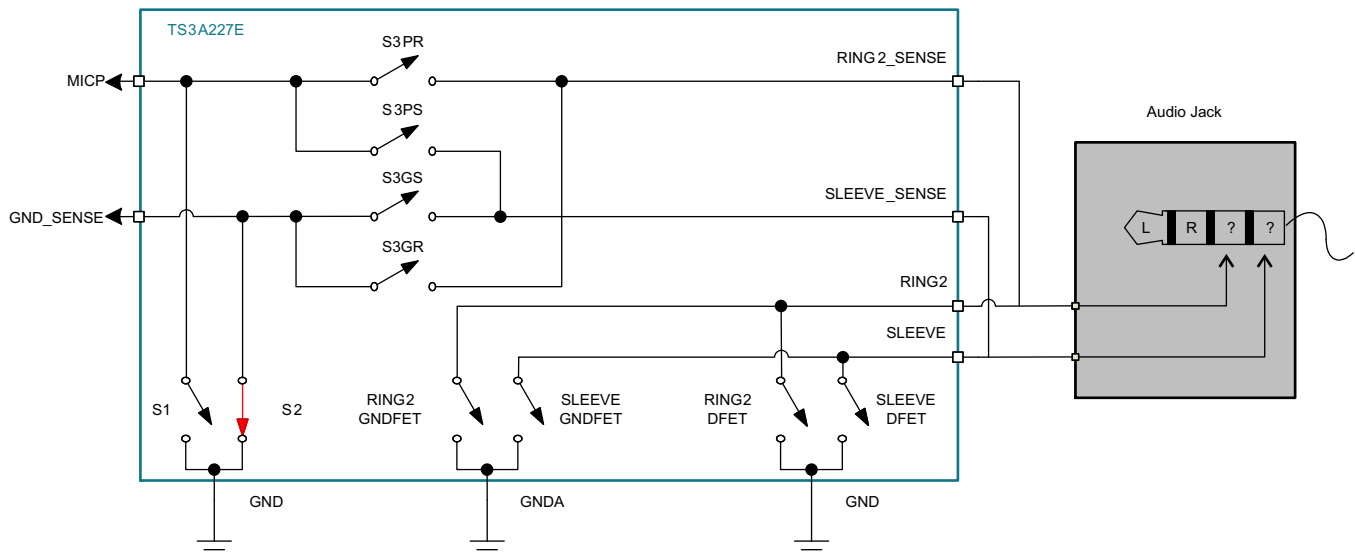 TS3A227E
S3PR
MICP
RING2_SENSE
S3PS
Audio Jack
S3GS
SLEEVE_SENSE
GND_SENSE
L R ? ?
S3GR
RING2
SLEEVE
S1
S2
RING2
GNDFET
SLEEVE
GNDFET
RING2
DFET
SLEEVE
DFET
GND
GNDA
GND